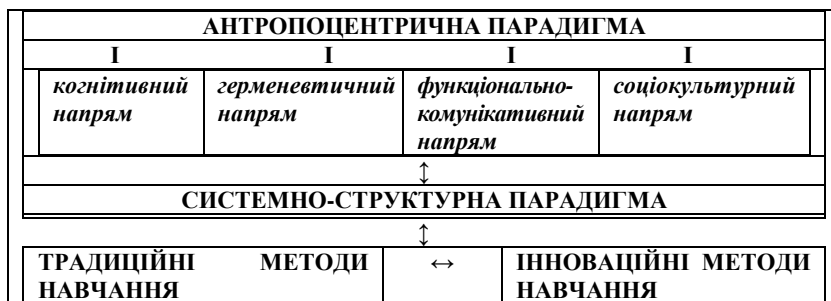 АНТРОПОЦЕНТРИЧНА ПАРАДИГМА
І І І І
когнітивний напрям
герменевтичний напрям
функціонально-комунікативний напрям
соціокультурний напрям
↕
СИСТЕМНО-СТРУКТУРНА ПАРАДИГМА
↕
ТРАДИЦІЙНІ МЕТОДИ НАВЧАННЯ
↔
ІННОВАЦІЙНІ МЕТОДИ НАВЧАННЯ